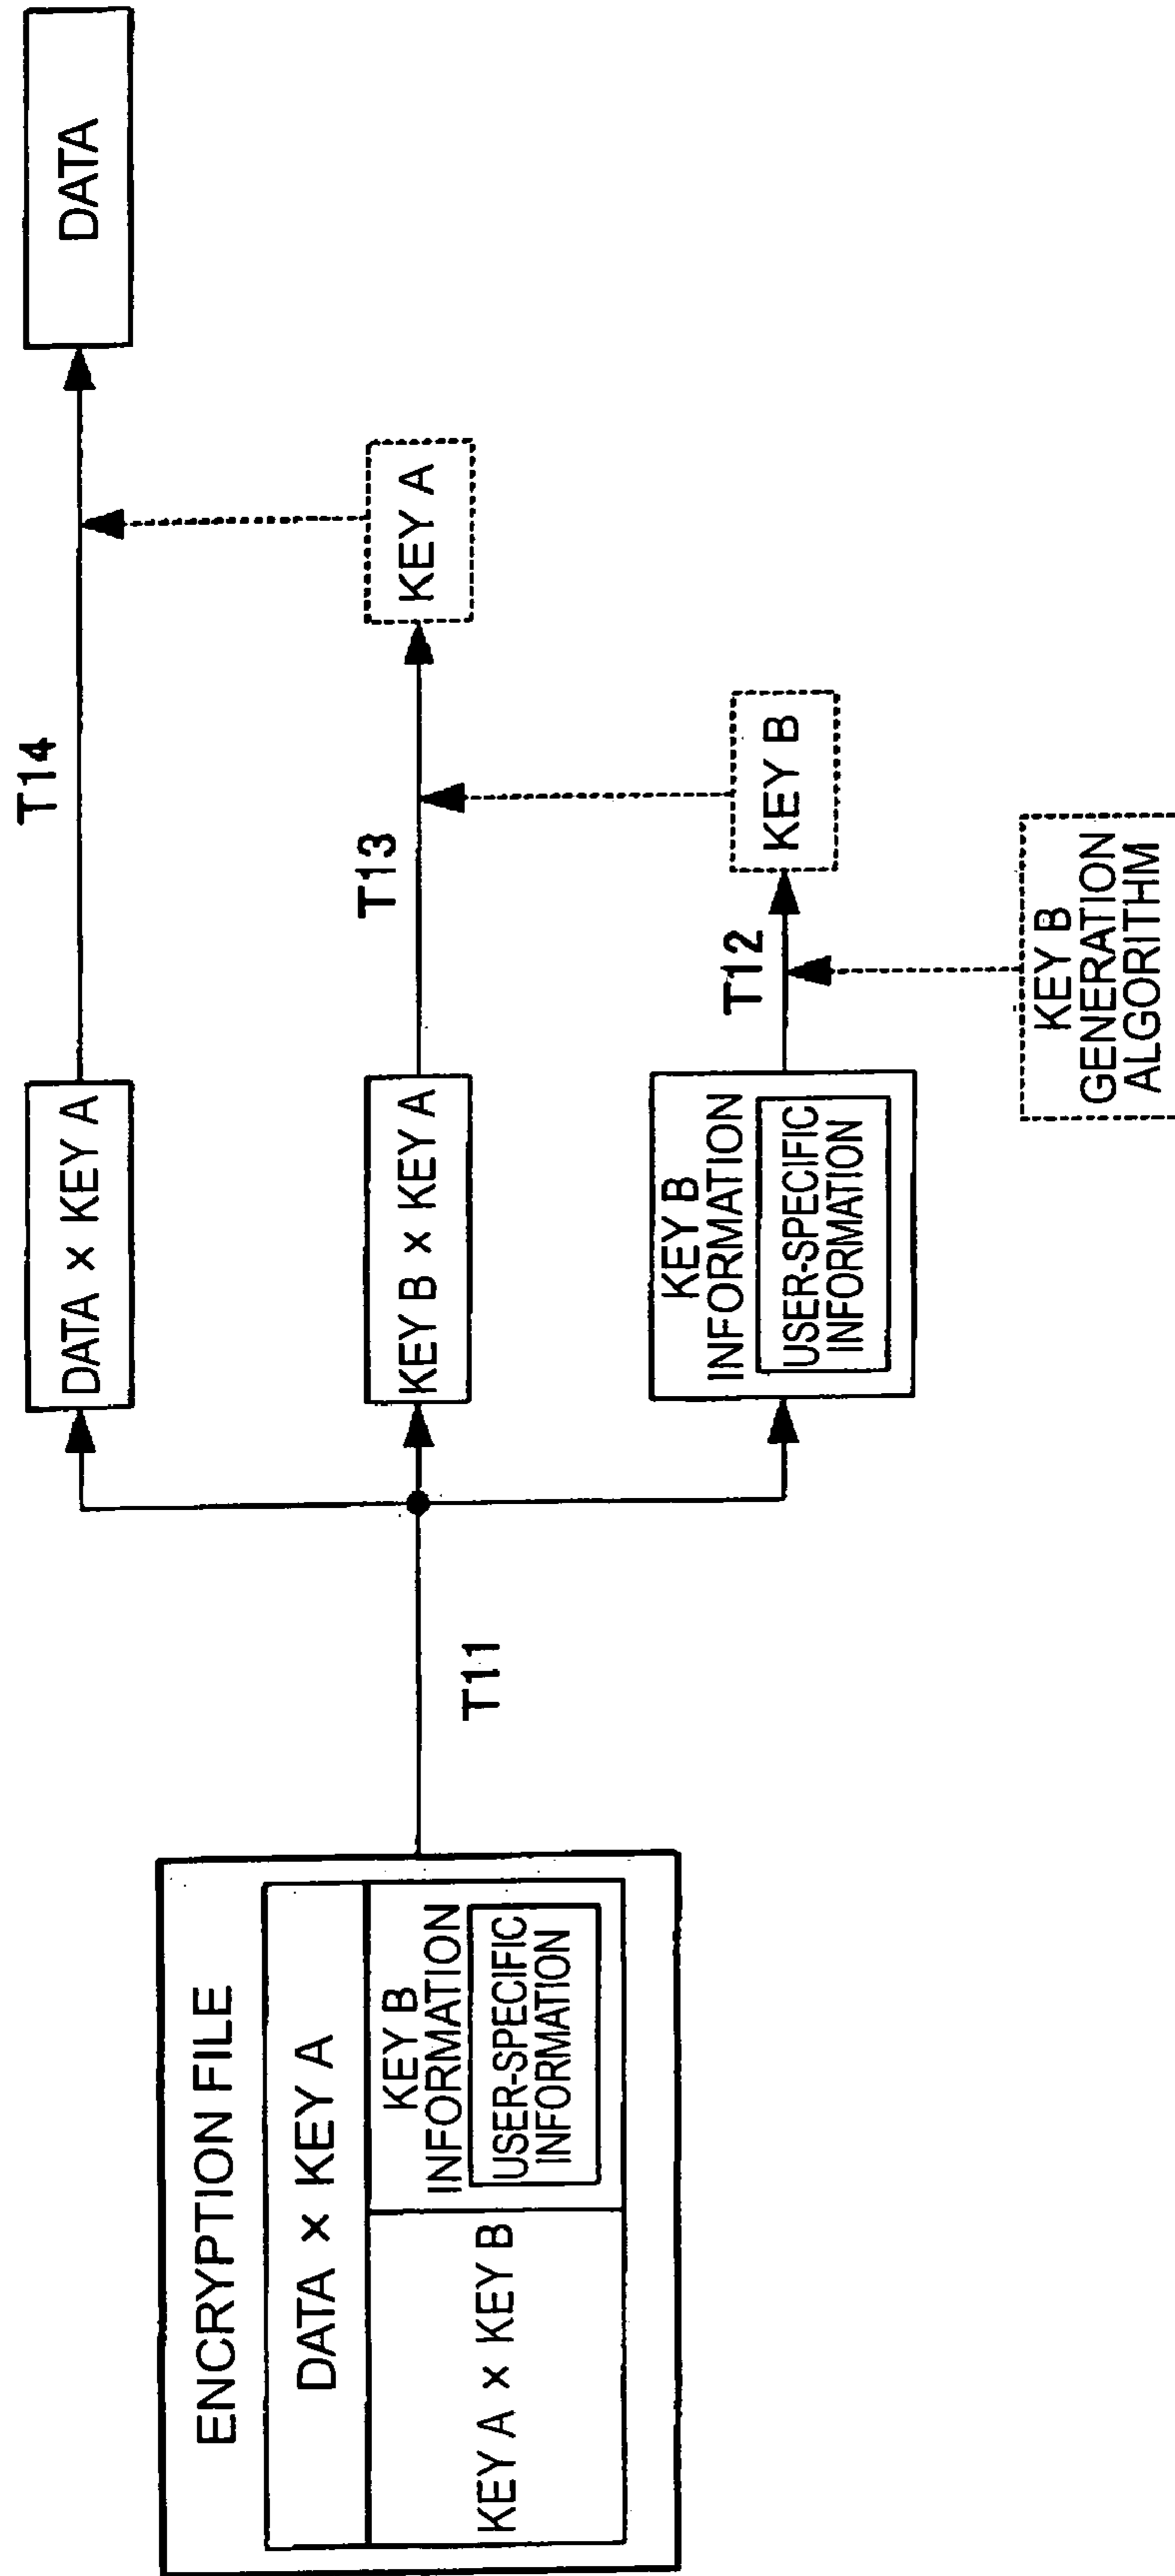 ENCRYPTION FILE
DATA × KEY A
KEY A × KEY B
KEY B
INFORMATION
USER-SPECIFIC
INFORMATION
T11
DATA × KEY A
T14
DATA
KEY B × KEY A
T13
KEY A
KEY B
INFORMATION
USER-SPECIFIC
INFORMATION
T12
KEY B
KEY B
GENERATION
ALGORITHM